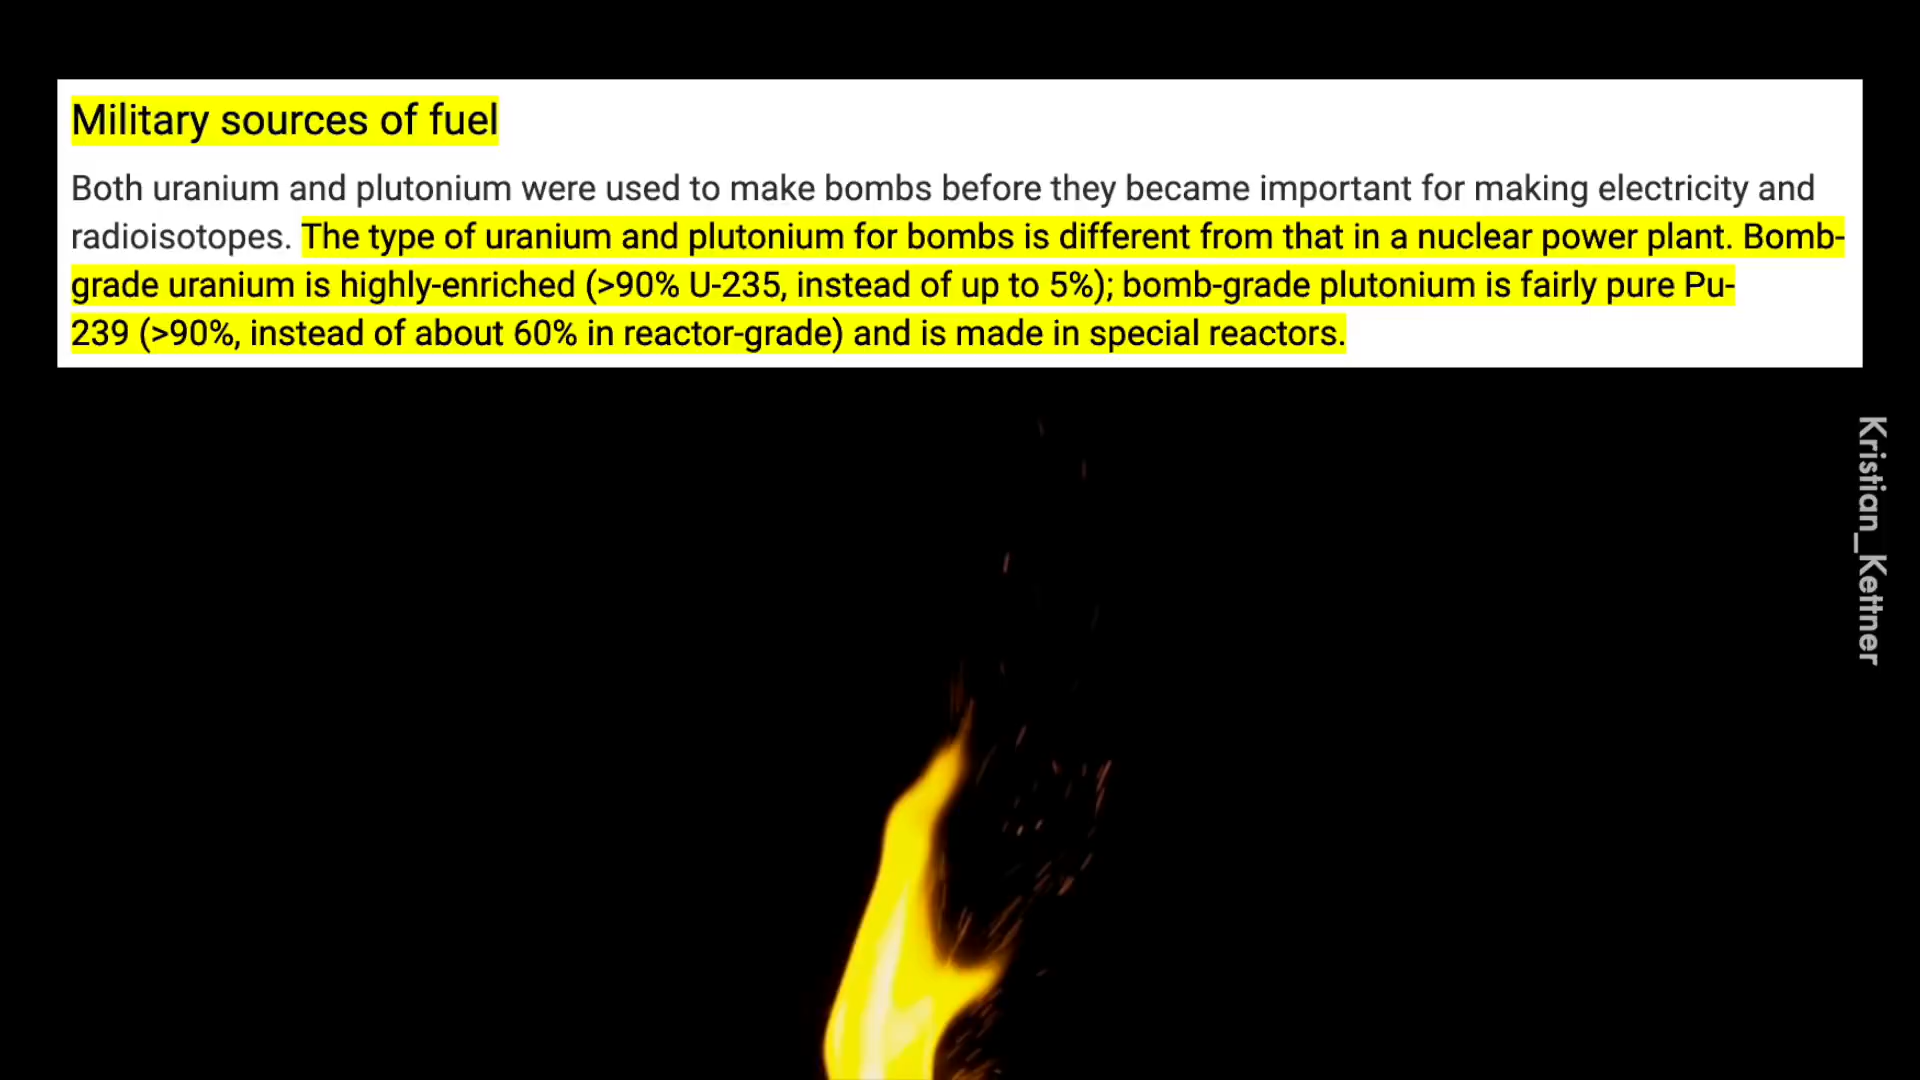 Military sources of fuel
Both uranium and plutonium were used to make bombs before they became important for making electricity and
radioisotopes. The type of uranium and plutonium for bombs is different from that in a nuclear power plant. Bomb-
grade uranium is highly-enriched (>90% U-235, instead of up to 5%); bomb-grade plutonium is fairly pure Pu-
239 (>90%, instead of about 60% in reactor-grade) and is made in special reactors.
Kristian_Kettner